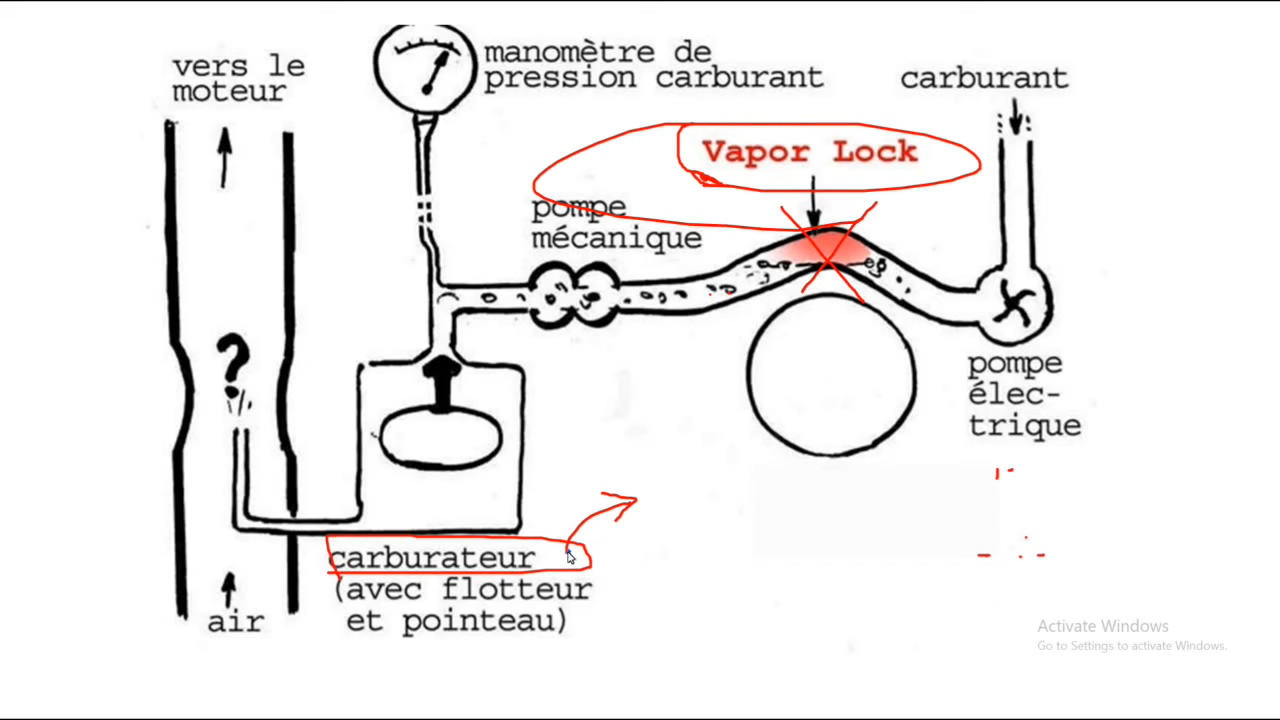 vers le
moteur
manomètre de
pression carburant
carburant
Vapor Lock
pompe
mécanique
?
pompe
élec-
trique
carburateur
(avec flotteur
et pointeau)
air
Activate Windows
Go to Settings to activate Windows.